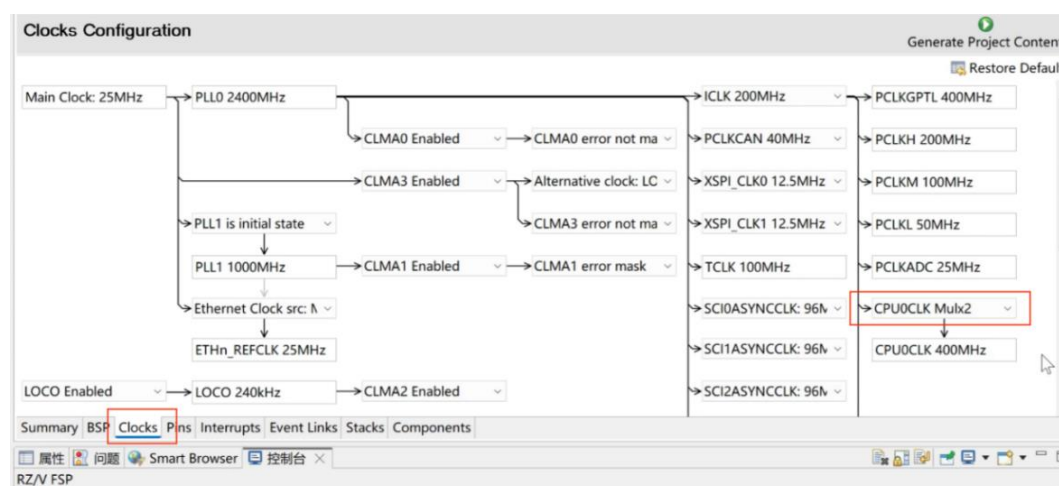 Clocks Configuration
Generate Project Conten
Restore Defaul
Main Clock: 25MHz PLL0 2400MHz ICLK 200MHz PCLKGPTL 400MHz
CLMA0 Enabled CLMA0 error not ma PCLKCAN 40MHz PCLKH 200MHz
CLMA3 Enabled Alternative clock: LC XSPI_CLK0 12.5MHz PCLKM 100MHz
PLL1 is initial state CLMA3 error not ma XSPI_CLK1 12.5MHz PCLKL 50MHz
PLL1 1000MHz CLMA1 Enabled CLMA1 error mask TCLK 100MHz PCLKADC 25MHz
Ethernet Clock src: M SCI0ASYNCCLK: 96M CPU0CLK Mulx2
ETHn_REFCLK 25MHz SCI1ASYNCCLK: 96M CPU0CLK 400MHz
LOCO Enabled LOCO 240kHz CLMA2 Enabled SCI2ASYNCCLK: 96M
Summary BSP Clocks Pins Interrupts Event Links Stacks Components
属性 问题 Smart Browser 控制台
RZ/V FSP